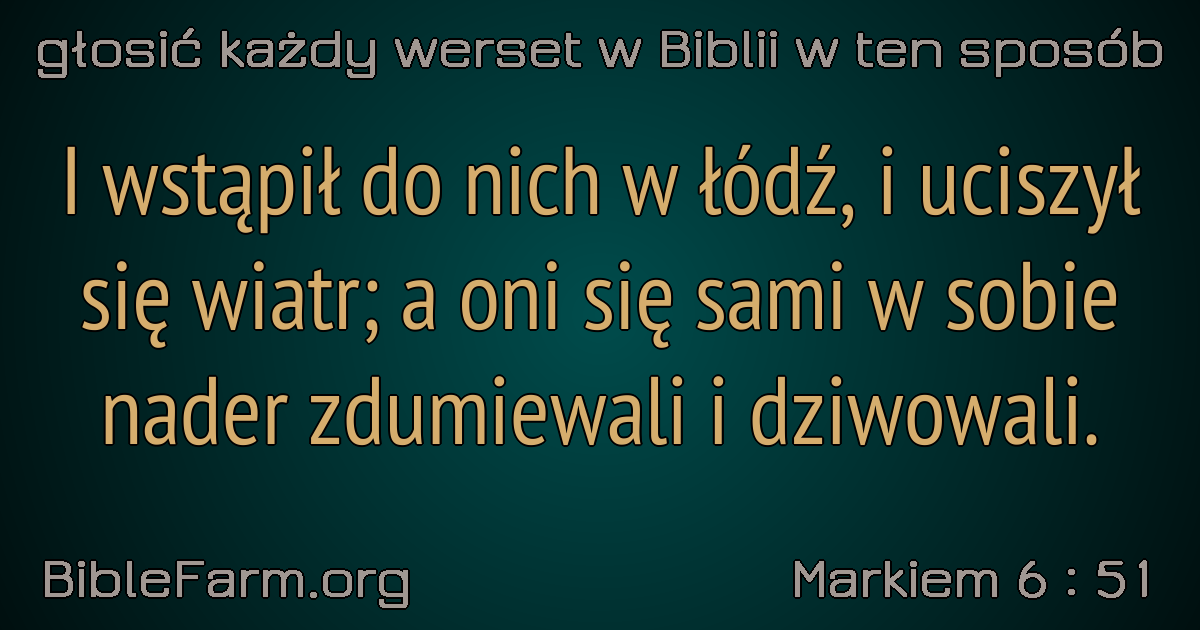 głosić każdy werset w Biblii w ten sposób
I wstąpił do nich w łódź, i uciszył
się wiatr; a oni się sami w sobie
nader zdumiewali i dziwowali.
BibleFarm.org
Markiem 6 : 51